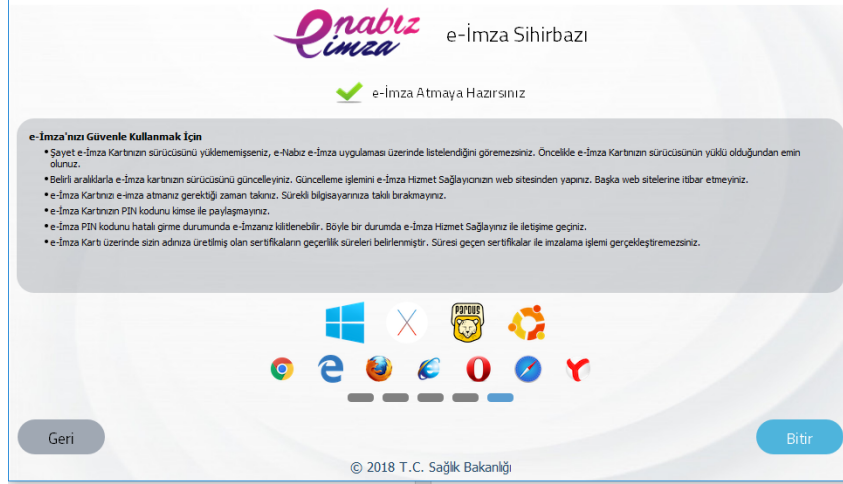 enabız
eimza
e-İmza Sihirbazı
e-İmza Atmaya Hazırsınız
e-İmza'nızı Güvenle Kullanmak İçin
• Şayet e-İmza Kartınızın sürücüsünü yüklememişseniz, e-Nabız e-İmza uygulaması üzerinde listelendiğini göremezsiniz. Öncelikle e-İmza Kartınızın sürücüsünün yüklü olduğundan emin
olunuz.
• Belirli aralıklarla e-İmza kartınızın sürücüsünü güncelleyiniz. Güncelleme işlemini e-İmza Hizmet Sağlayıcınızın web sitesinden yapınız. Başka web sitelerine itibar etmeyiniz.
• e-İmza Kartınızı e-imza atmanız gerektiği zaman takınız. Sürekli bilgisayarınıza takılı bırakmayınız.
• e-İmza Kartınızın PIN kodunu kimse ile paylaşmayınız.
• e-İmza PIN kodunu hatalı girme durumunda e-İmzanız kilitlenebilir. Böyle bir durumda e-İmza Hizmet Sağlayınız ile iletişime geçiniz.
• e-İmza Kartı üzerinde sizin adınıza üretilmiş olan sertifikaların geçerlilik süreleri belirlenmiştir. Süresi geçen sertifikalar ile imzalama işlemi gerçekleştiremezsiniz.
PARDUS
Geri
Bitir
© 2018 T.C. Sağlık Bakanlığı